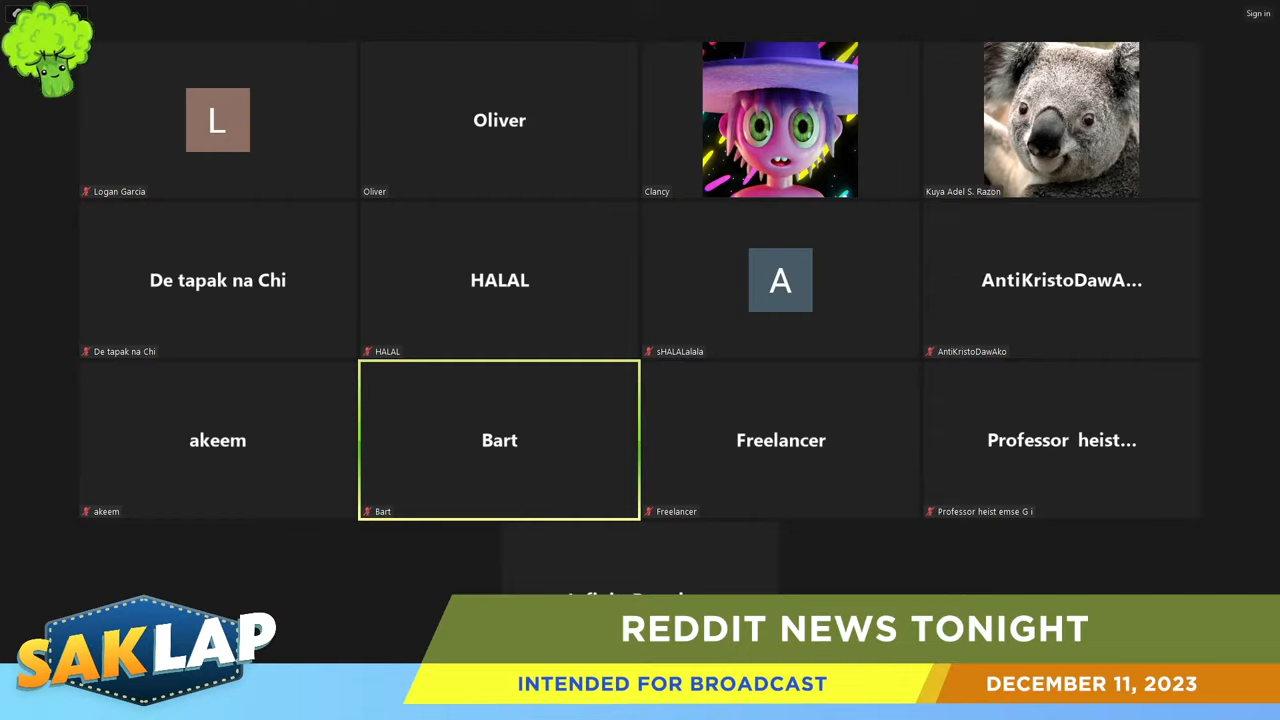 Sign in
L
Oliver
Logan Garcia
Oliver
Clancy
Kuya Adel S. Razon
De tapak na Chi
HALAL
A
AntiKristoDawA...
De tapak na Chi
HALAL
sHALALalala
AntiKristoDawAko
akeem
Bart
Freelancer
Professor heist...
akeem
Bart
Freelancer
Professor heist emse G i
SAKLAP
REDDIT NEWS TONIGHT
INTENDED FOR BROADCAST
DECEMBER 11, 2023